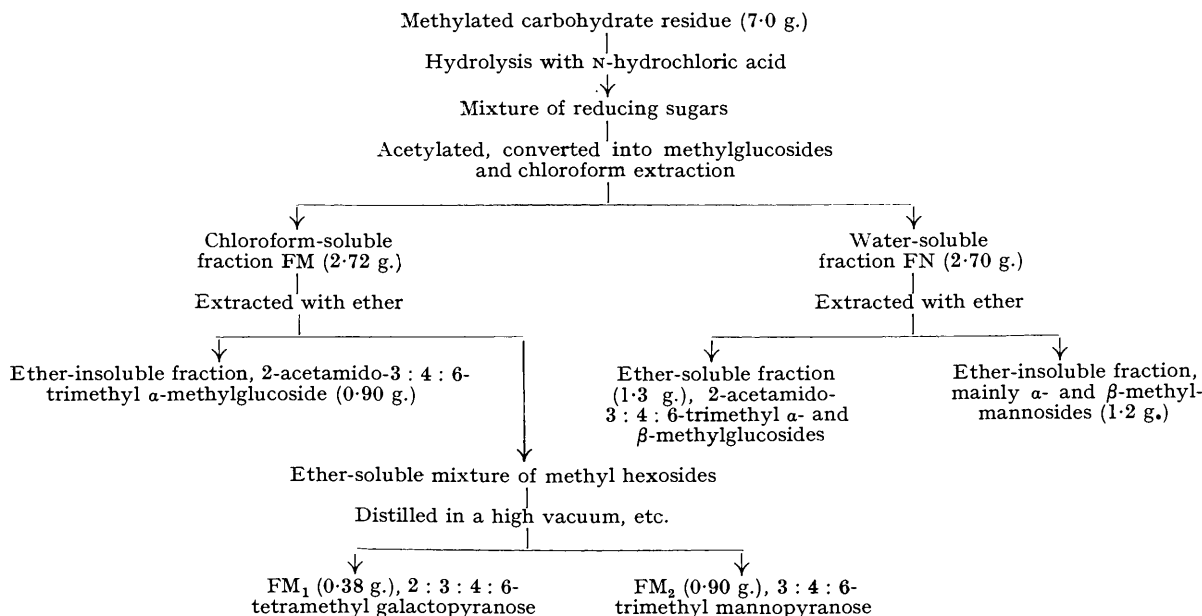 Methylated carbohydrate residue (7·0 g.)
Hydrolysis with N-hydrochloric acid
Mixture of reducing sugars
Acetylated, converted into methylglucosides
and chloroform extraction
Chloroform-soluble
fraction FM (2·72 g.)
Water-soluble
fraction FN (2·70 g.)
Extracted with ether
Extracted with ether
Ether-insoluble fraction, 2-acetamido-3 : 4 : 6-
trimethyl α-methylglucoside (0·90 g.)
Ether-soluble fraction
(1·3 g.), 2-acetamido-
3 : 4 : 6-trimethyl α- and
β-methylglucosides
Ether-insoluble fraction,
mainly α- and β-methyl-
mannosides (1·2 g.)
Ether-soluble mixture of methyl hexosides
Distilled in a high vacuum, etc.
FM₁ (0·38 g.), 2 : 3 : 4 : 6-
tetramethyl galactopyranose
FM₂ (0·90 g.), 3 : 4 : 6-
trimethyl mannopyranose